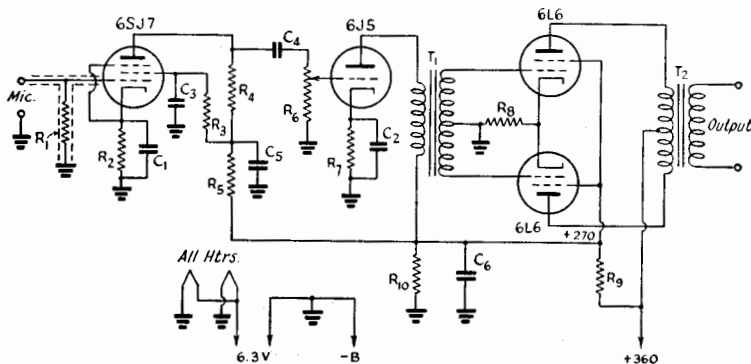 6SJ7
6J5
6L6
C4
T1
T2
Mic.
C3
R3
R4
R6
R8
Output
R1
R2
C1
C5
R7
C2
R5
6L6
+270
All Htrs.
R10
C6
R9
6.3V
-B
+360